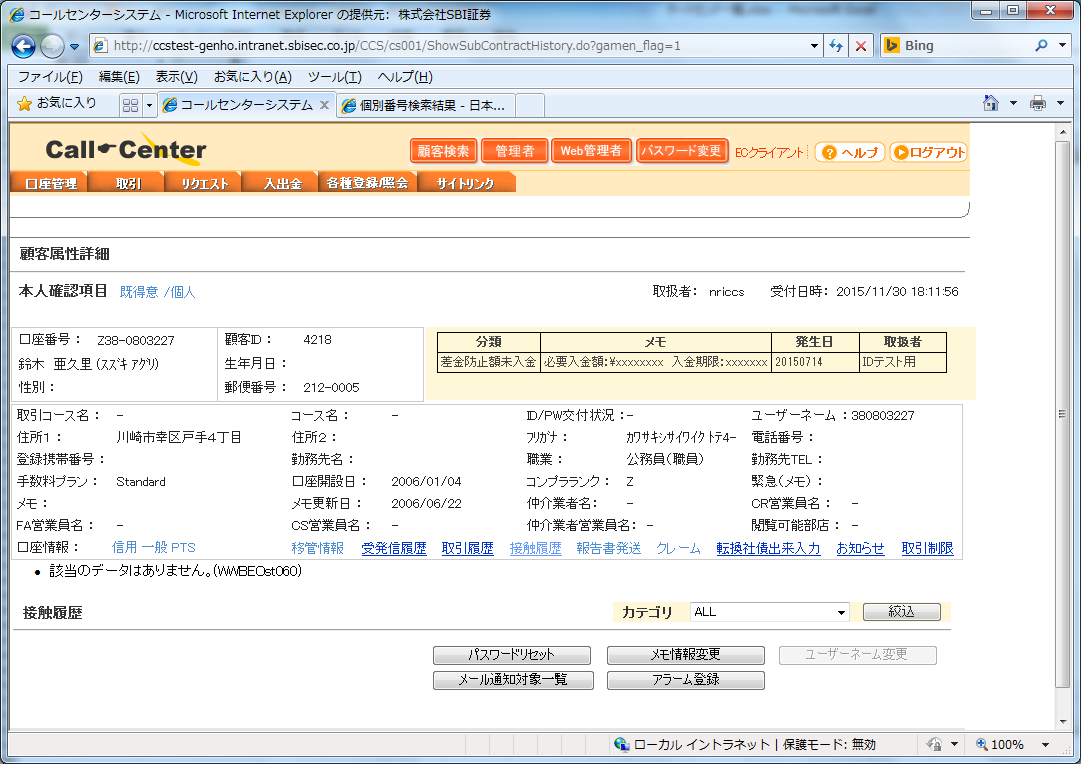 コールセンターシステム - Microsoft Internet Explorer の提供元: 株式会社SBI証券
http://ccstest-genho.intranet.sbisec.co.jp/CCS/cs001/ShowSubContractHistory.do?gamen_flag=1
Bing
ファイル(F) 編集(E) 表示(V) お気に入り(A) ツール(T) ヘルプ(H)
お気に入り コールセンターシステム 個別番号検索結果 - 日本...
Call Center 顧客検索 管理者 Web管理者 パスワード変更 ECクライアント ヘルプ ログアウト
口座管理 取引 リクエスト 入出金 各種登録/照会 サイトリンク
顧客属性詳細
本人確認項目 既得意 /個人 取扱者: nriccs 受付日時: 2015/11/30 18:11:56
口座番号: Z38-0803227 顧客ID: 4218
鈴木 亜久里(ｽｽﾞｷ ｱｸﾘ) 生年月日:
性別: 郵便番号: 212-0005
分類 メモ 発生日 取扱者
差金防止額未入金 必要入金額:¥xxxxxxxx 入金期限:xxxxxxx 20150714 IDテスト用
取引コース名: - コース名: - ID/PW交付状況:- ユーザーネーム:380803227
住所1: 川崎市幸区戸手4丁目 住所2: ﾌﾘｶﾞﾅ: ｶﾜｻｷｼｻｲﾜｲｸ ﾄﾃ4- 電話番号:
登録携帯番号: 勤務先名: 職業: 公務員(職員) 勤務先TEL:
手数料プラン: Standard 口座開設日: 2006/01/04 コンプラランク: Z 緊急(メモ):
メモ: メモ更新日: 2006/06/22 仲介業者名: - CR営業員名: -
FA営業員名: - CS営業員名: - 仲介業者営業員名: - 閲覧可能部店: -
口座情報: 信用 一般 PTS 移管情報 受発信履歴 取引履歴 接触履歴 報告書発送 クレーム 転換社債出来入力 お知らせ 取引制限
• 該当のデータはありません。(WWBEOst060)
接触履歴 カテゴリ ALL 絞込
パスワードリセット メモ情報変更 ユーザーネーム変更
メール通知対象一覧 アラーム登録
ローカル イントラネット | 保護モード: 無効 100%